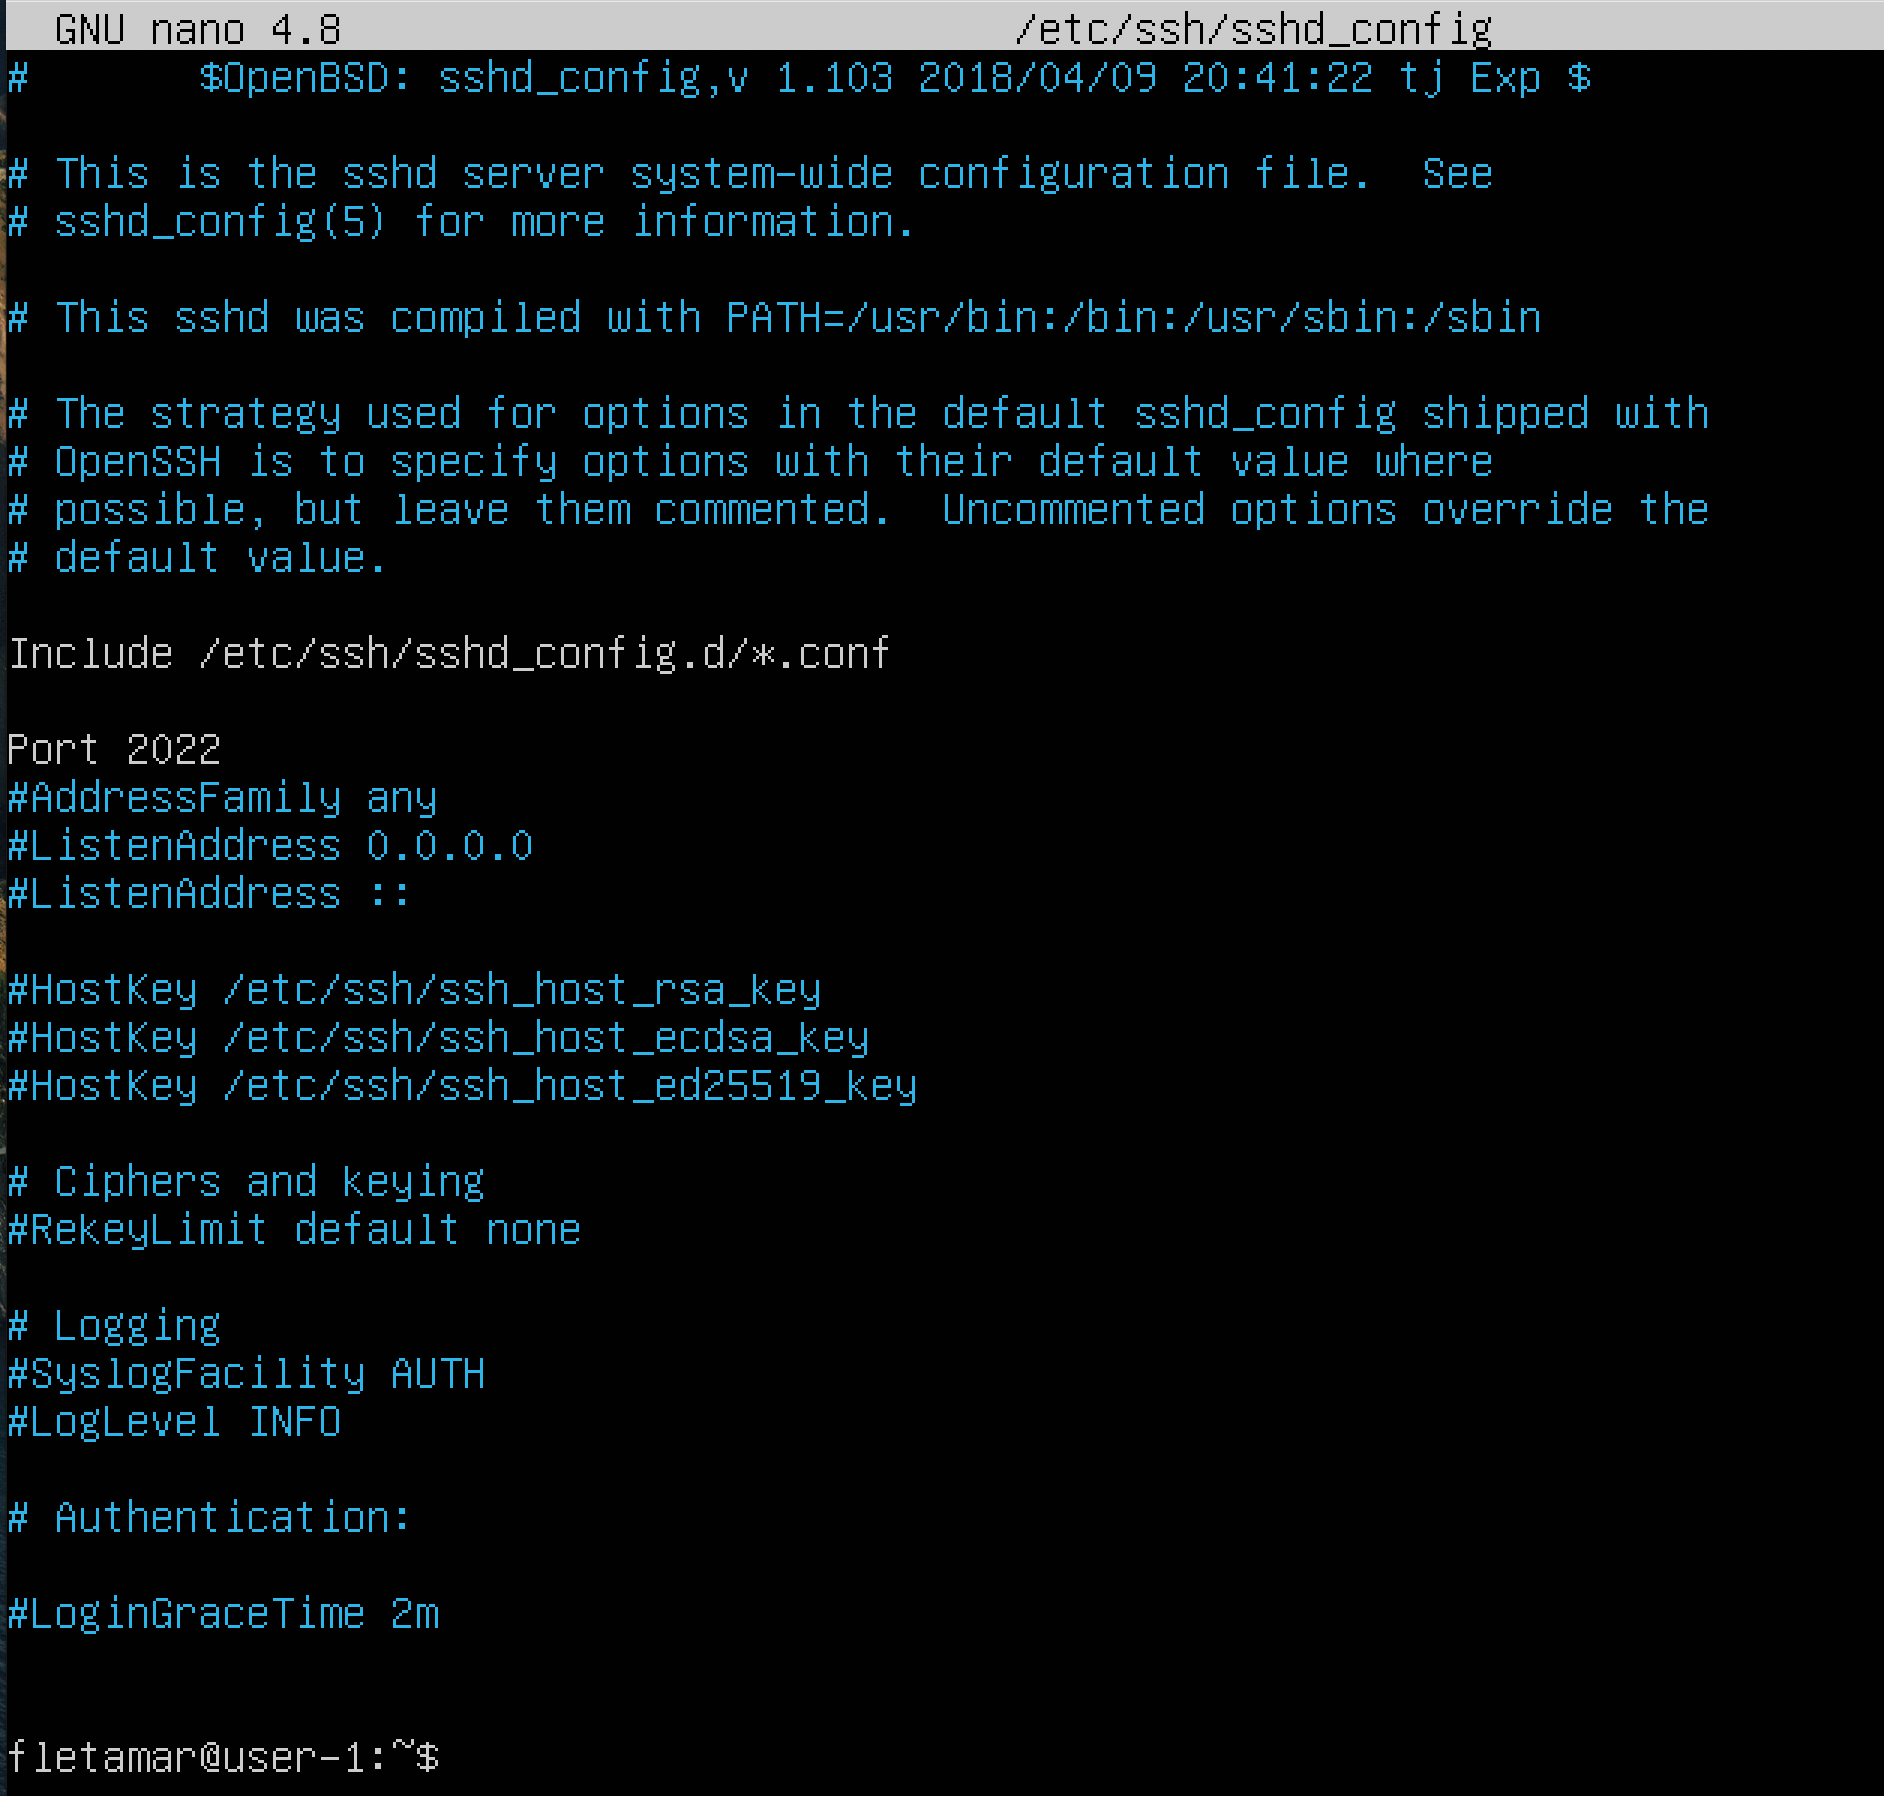 GNU nano 4.8 /etc/ssh/sshd_config
# $OpenBSD: sshd_config,v 1.103 2018/04/09 20:41:22 tj Exp $
# This is the sshd server system-wide configuration file.  See
# sshd_config(5) for more information.
# This sshd was compiled with PATH=/usr/bin:/bin:/usr/sbin:/sbin
# The strategy used for options in the default sshd_config shipped with
# OpenSSH is to specify options with their default value where
# possible, but leave them commented.  Uncommented options override the
# default value.
Include /etc/ssh/sshd_config.d/*.conf
Port 2022
#AddressFamily any
#ListenAddress 0.0.0.0
#ListenAddress ::
#HostKey /etc/ssh/ssh_host_rsa_key
#HostKey /etc/ssh/ssh_host_ecdsa_key
#HostKey /etc/ssh/ssh_host_ed25519_key
# Ciphers and keying
#RekeyLimit default none
# Logging
#SyslogFacility AUTH
#LogLevel INFO
# Authentication:
#LoginGraceTime 2m
fletamar@user-1:~$